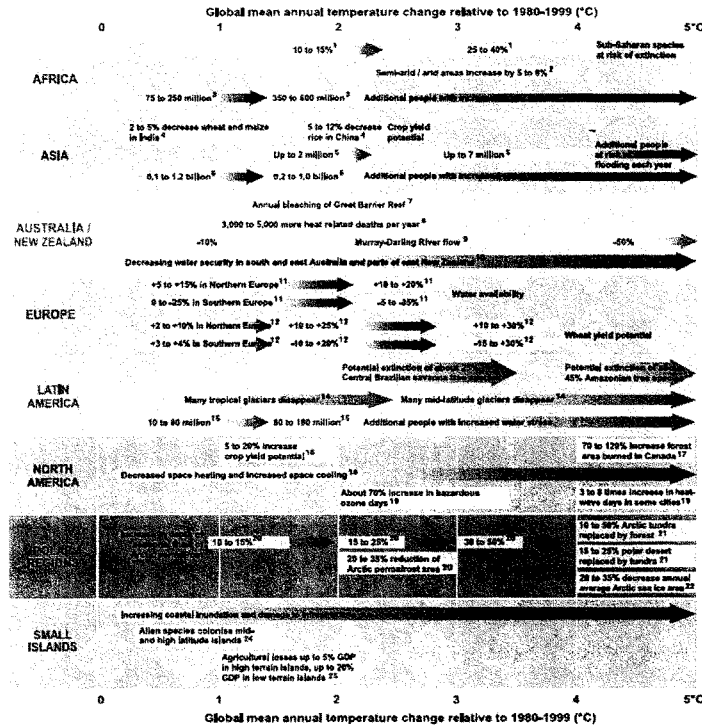 Global mean annual temperature change relative to 1980–1999 (°C)
0 1 2 3 4 5°C
AFRICA
10 to 15%1
25 to 40%1
Sub-Saharan species
at risk of extinction
Semi-arid / arid areas increase by 5 to 8%2
75 to 250 million3
350 to 600 million3
Additional people with increased
ASIA
2 to 5% decrease wheat and maize
in India4
5 to 12% decrease
rice in China4
Crop yield
potential
Up to 2 million5
Up to 7 million5
Additional people
at risk of
flooding each year
0.1 to 1.2 billion6
0.2 to 1.0 billion6
Additional people with increased
AUSTRALIA /
NEW ZEALAND
Annual bleaching of Great Barrier Reef7
3,000 to 5,000 more heat related deaths per year8
-10%
Murray-Darling River flow9
-50%
Decreasing water security in south and east Australia and parts of east New Zealand
EUROPE
+5 to +15% in Northern Europe11
+10 to +20%11
0 to -25% in Southern Europe11
-5 to -35%11
Water availability
+2 to +10% in Northern Europe12
+10 to +25%12
+10 to +30%12
+3 to +4% in Southern Europe12
-10 to +20%12
-15 to +30%12
Wheat yield potential
LATIN
AMERICA
Potential extinction of about
Central Brazilian savanna
Potential extinction of
45% Amazonian tree
Many tropical glaciers disappear14
Many mid-latitude glaciers disappear14
10 to 80 million15
80 to 180 million15
Additional people with increased water stress
NORTH
AMERICA
5 to 20% increase
crop yield potential16
70 to 120% increase forest
area burned in Canada17
Decreased space heating and increased space cooling18
About 70% increase in hazardous
ozone days19
3 to 8 times increase in heat-
wave days in some cities19
10 to 15%20
15 to 25%20
30 to 50%20
20 to 35% reduction of
Arctic permafrost area20
10 to 50% Arctic tundra
replaced by forest21
15 to 25% polar desert
replaced by tundra21
20 to 35% decrease annual
average Arctic sea ice area22
SMALL
ISLANDS
Increasing coastal inundation and damage
Alien species colonise mid-
and high latitude islands24
Agricultural losses up to 5% GDP
in high terrain islands, up to 20%
GDP in low terrain islands25
0 1 2 3 4 5°C
Global mean annual temperature change relative to 1980–1999 (°C)